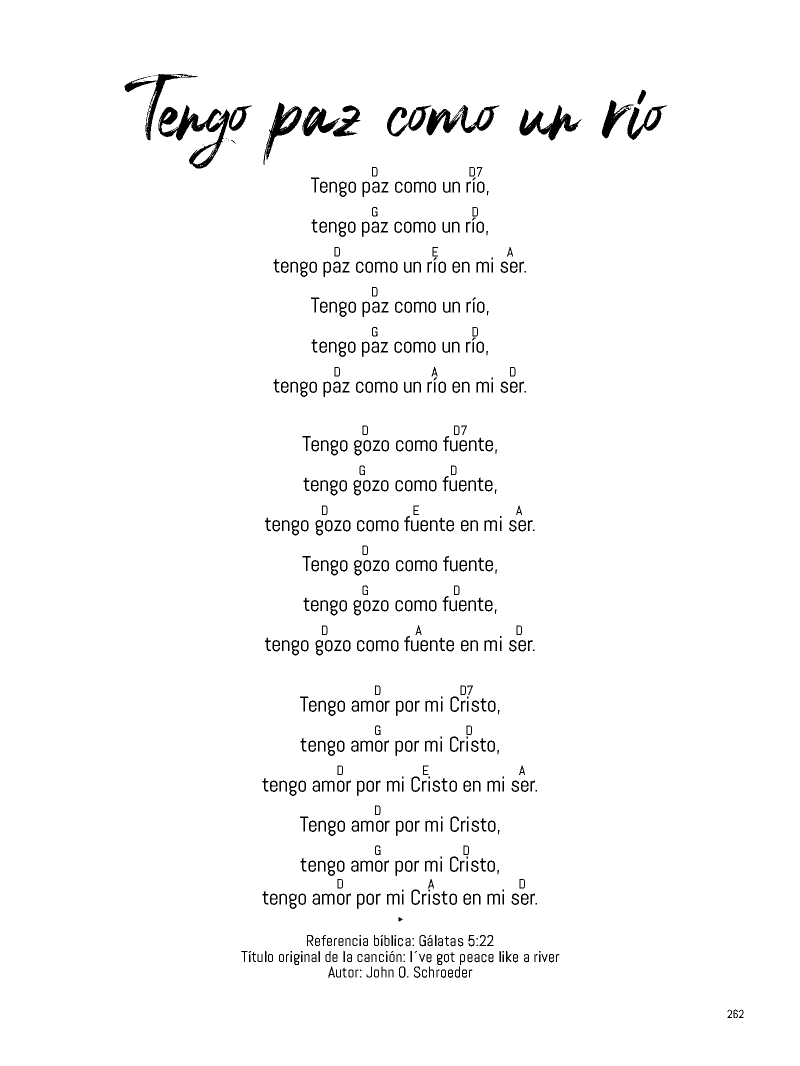 Tengo paz como un río
D D7
Tengo paz como un río,
G D
tengo paz como un río,
D E A
tengo paz como un río en mi ser.
D
Tengo paz como un río,
G D
tengo paz como un río,
D A D
tengo paz como un río en mi ser.
D D7
Tengo gozo como fuente,
G D
tengo gozo como fuente,
D E A
tengo gozo como fuente en mi ser.
D
Tengo gozo como fuente,
G D
tengo gozo como fuente,
D A D
tengo gozo como fuente en mi ser.
D D7
Tengo amor por mi Cristo,
G D
tengo amor por mi Cristo,
D E A
tengo amor por mi Cristo en mi ser.
D
Tengo amor por mi Cristo,
G D
tengo amor por mi Cristo,
D A D
tengo amor por mi Cristo en mi ser.
Referencia bíblica: Gálatas 5:22
Título original de la canción: I´ve got peace like a river
Autor: John O. Schroeder
262